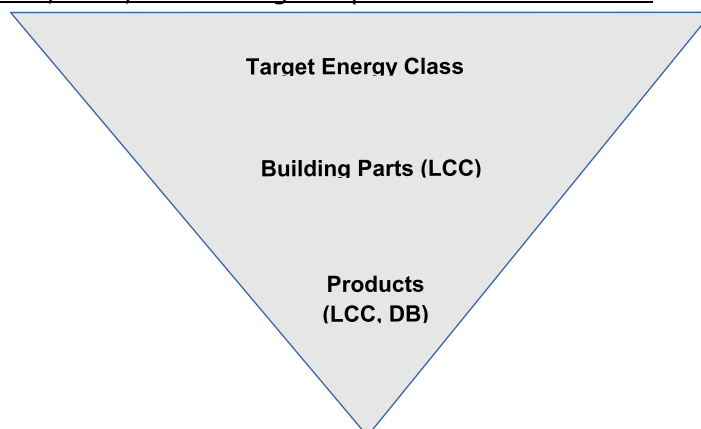 Target Energy Class
Building Parts (LCC)
Products
(LCC, DB)